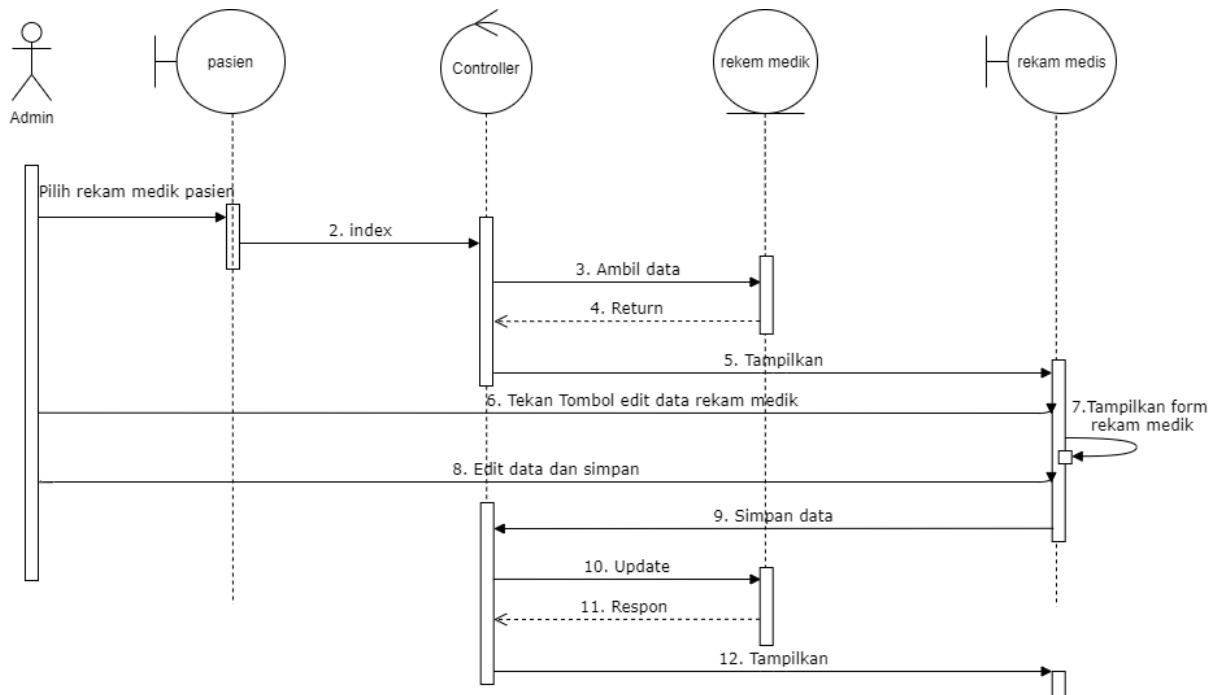 pasien
Controller
rekem medik
rekam medis
Admin
Pilih rekam medik pasien
2. index
3. Ambil data
4. Return
5. Tampilkan
6. Tekan Tombol edit data rekam medik
7.Tampilkan form
rekam medik
8. Edit data dan simpan
9. Simpan data
10. Update
11. Respon
12. Tampilkan